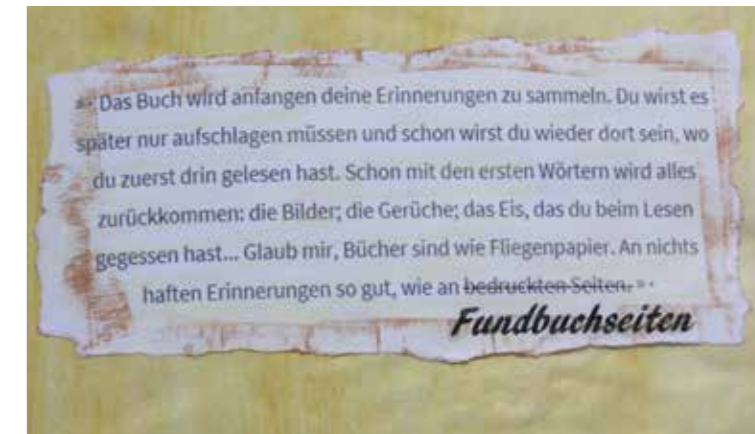 »· Das Buch wird anfangen deine Erinnerungen zu sammeln. Du wirst es
später nur aufschlagen müssen und schon wirst du wieder dort sein, wo
du zuerst drin gelesen hast. Schon mit den ersten Wörtern wird alles
zurückkommen: die Bilder; die Gerüche; das Eis, das du beim Lesen
gegessen hast... Glaub mir, Bücher sind wie Fliegenpapier. An nichts
haften Erinnerungen so gut, wie an bedruckten Seiten. »·
Fundbuchseiten